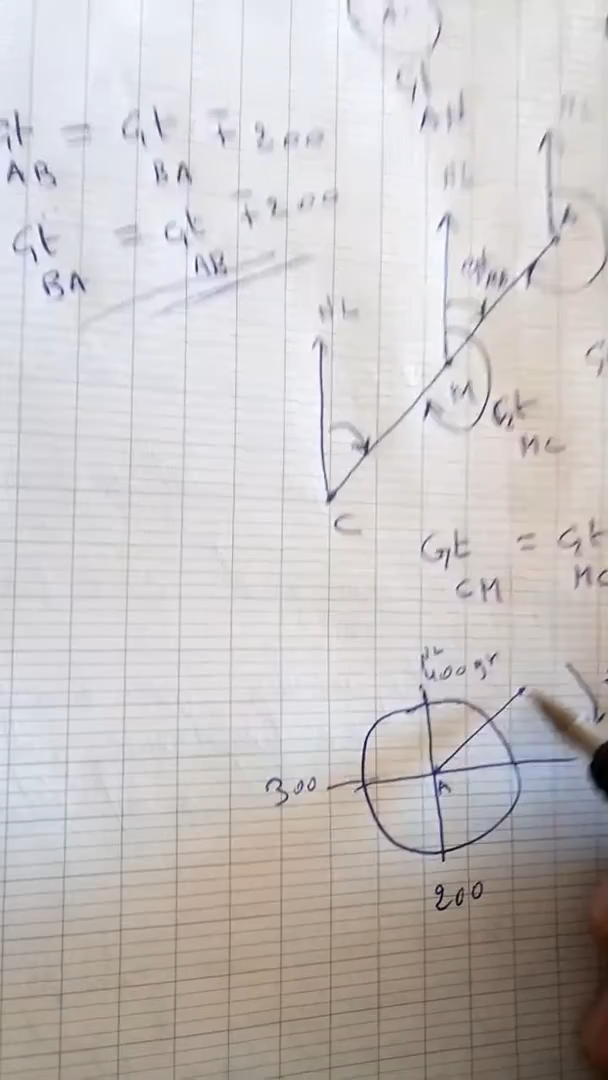 Gt AB = Gt BA ∓ 200
Gt BA = Gt AB ∓ 200
Gt
NL
NL
M
Gt MC
C
Gt CM = Gt MC
NL
400gr
300
A
200